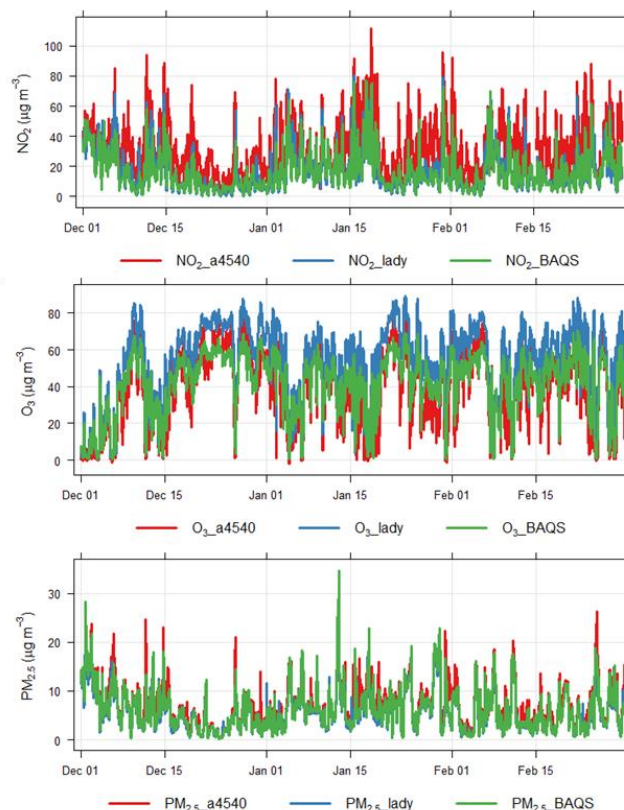 NO₂ (µg m⁻³)
100
80
60
40
20
0
Dec 01 Dec 15 Jan 01 Jan 15 Feb 01 Feb 15
NO₂_a4540 NO₂_lady NO₂_BAQS
O₃ (µg m⁻³)
80
60
40
20
0
Dec 01 Dec 15 Jan 01 Jan 15 Feb 01 Feb 15
O₃_a4540 O₃_lady O₃_BAQS
PM₂.₅ (µg m⁻³)
30
20
10
0
Dec 01 Dec 15 Jan 01 Jan 15 Feb 01 Feb 15
PM₂.₅_a4540 PM₂.₅_lady PM₂.₅_BAQS